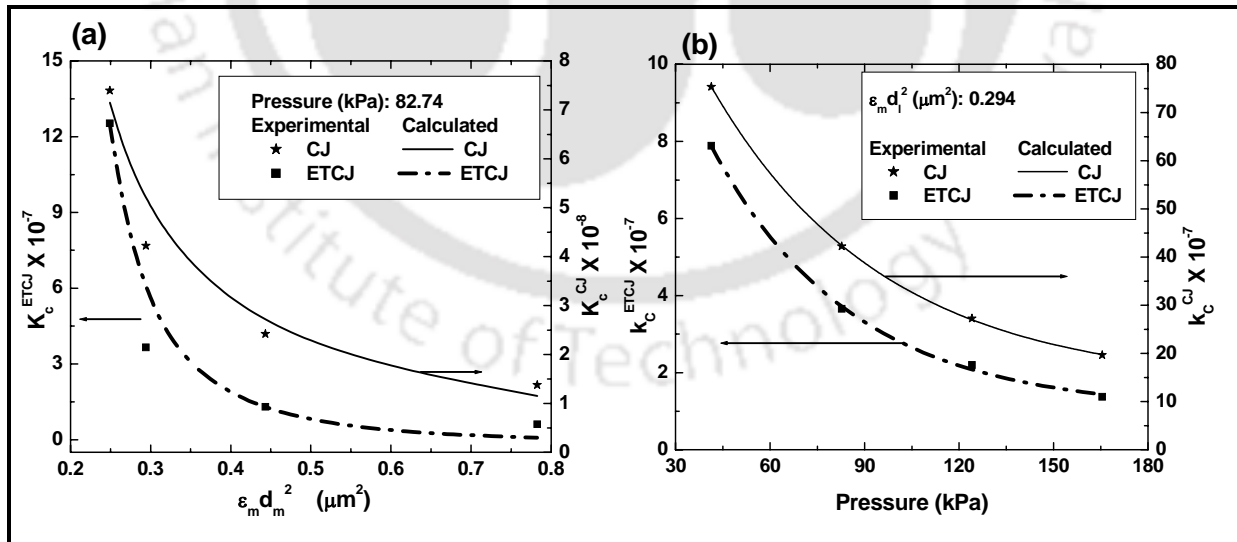 (a)
Pressure (kPa): 82.74
Experimental Calculated
CJ CJ
ETCJ ETCJ
K_c^ETCJ X 10^-7
15
12
9
6
3
0
K_c^CJ X 10^-8
8
7
6
5
4
3
2
1
0
0.2 0.3 0.4 0.5 0.6 0.7 0.8
ε_m d_m^2 (μm^2)
(b)
ε_m d_l^2 (μm^2): 0.294
Experimental Calculated
CJ CJ
ETCJ ETCJ
k_C^ETCJ X 10^-7
10
8
6
4
2
0
k_C^CJ X 10^-7
80
70
60
50
40
30
20
10
0
30 60 90 120 150 180
Pressure (kPa)
stitute of Technology